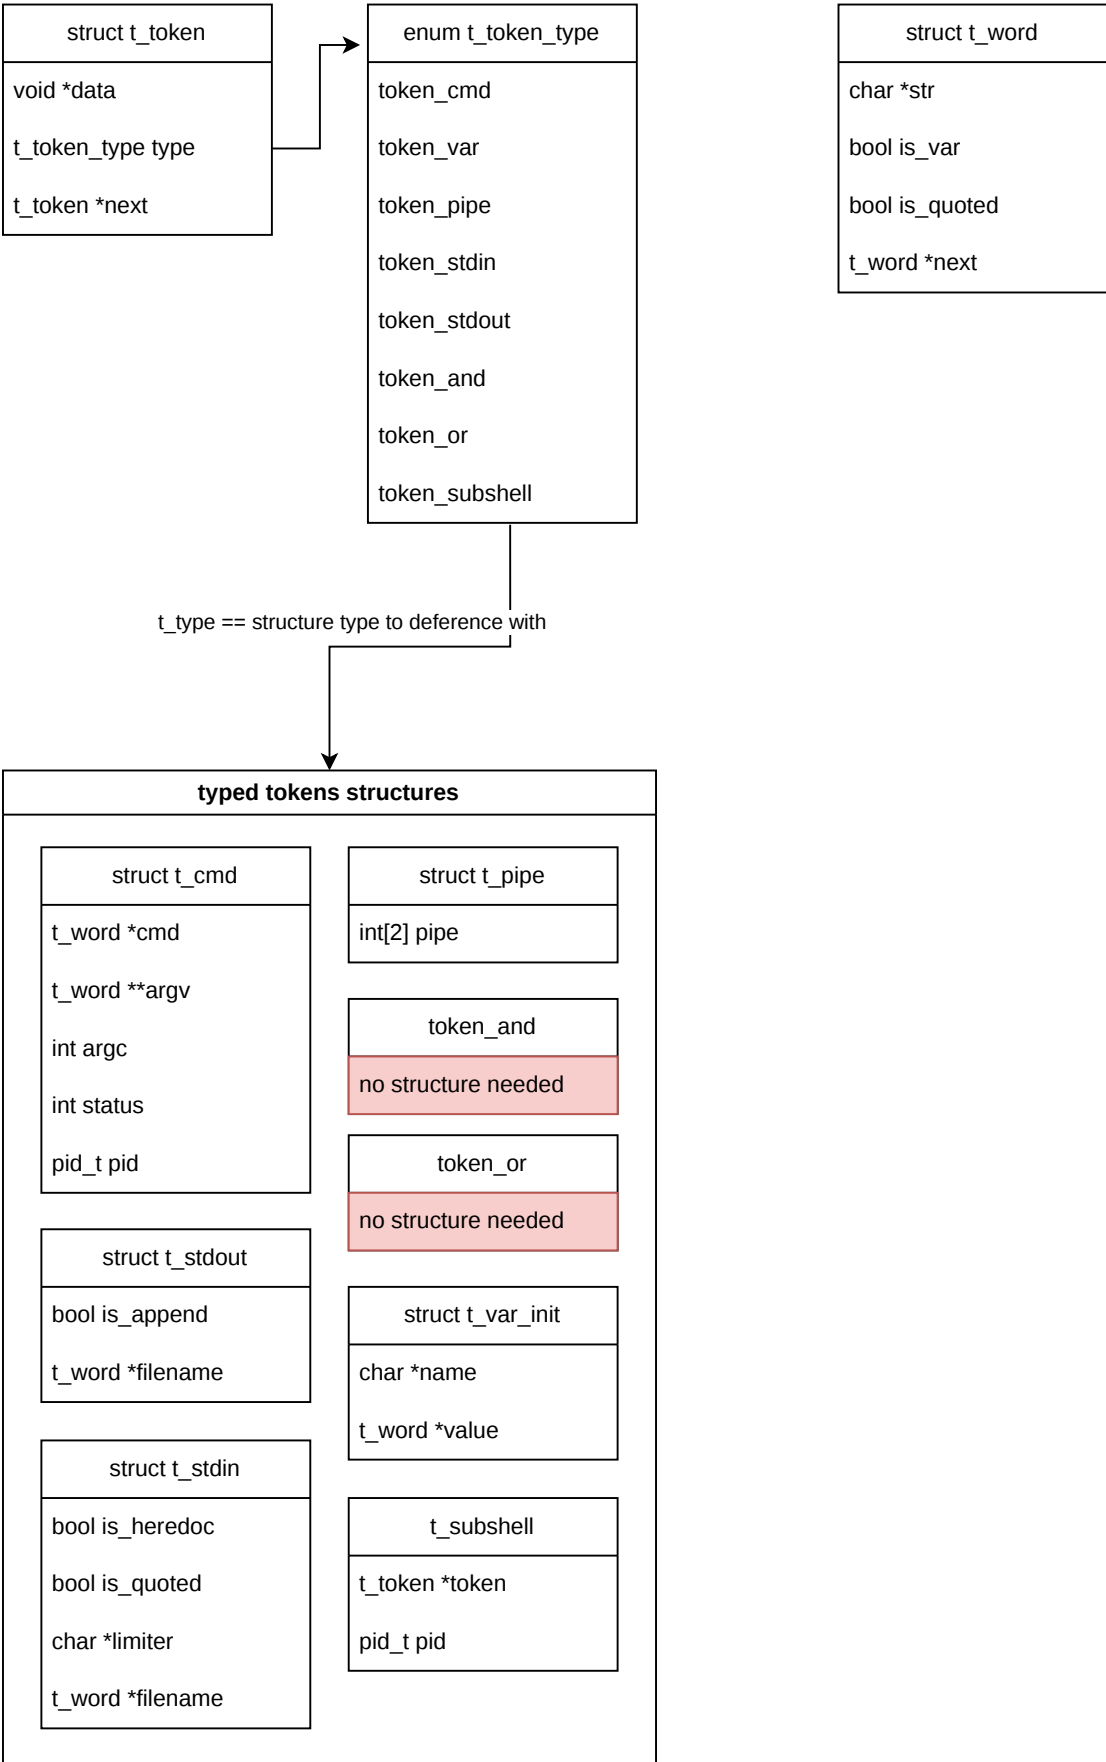 struct t_token
void *data
t_token_type type
t_token *next
enum t_token_type
token_cmd
token_var
token_pipe
token_stdin
token_stdout
token_and
token_or
token_subshell
struct t_word
char *str
bool is_var
bool is_quoted
t_word *next
t_type == structure type to deference with
typed tokens structures
struct t_cmd
t_word *cmd
t_word **argv
int argc
int status
pid_t pid
struct t_stdout
bool is_append
t_word *filename
struct t_stdin
bool is_heredoc
bool is_quoted
char *limiter
t_word *filename
struct t_pipe
int[2] pipe
token_and
no structure needed
token_or
no structure needed
struct t_var_init
char *name
t_word *value
t_subshell
t_token *token
pid_t pid